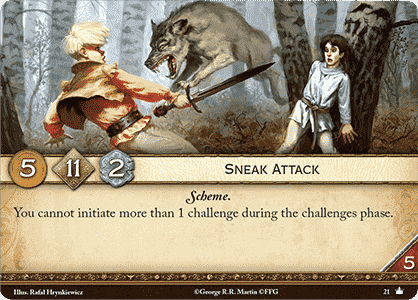 5 11 2 SNEAK ATTACK
Scheme.
You cannot initiate more than 1 challenge during the challenges phase.
5
Illus. Rafał Hrynkiewicz ©George R.R. Martin ©FFG 21